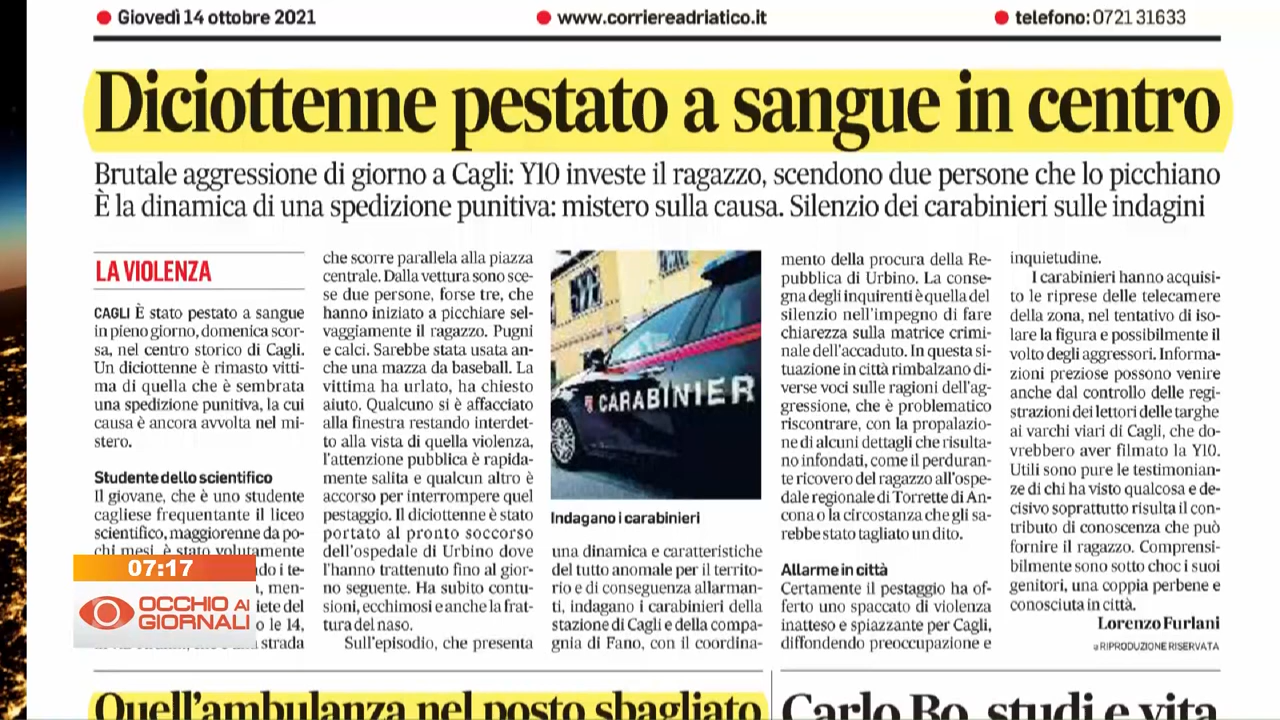 Giovedì 14 ottobre 2021
www.corriereadriatico.it
telefono: 0721 31633
Diciottenne pestato a sangue in centro
Brutale aggressione di giorno a Cagli: Y10 investe il ragazzo, scendono due persone che lo picchiano
È la dinamica di una spedizione punitiva: mistero sulla causa. Silenzio dei carabinieri sulle indagini
LA VIOLENZA
CAGLI È stato pestato a sangue
in pieno giorno, domenica scor-
sa, nel centro storico di Cagli.
Un diciottenne è rimasto vitti-
ma di quella che è sembrata
una spedizione punitiva, la cui
causa è ancora avvolta nel mi-
stero.
Studente dello scientifico
Il giovane, che è uno studente
cagliese frequentante il liceo
scientifico, maggiorenne da po-
chi mesi, è stato volutamente
do i te-
, men-
iete del
o le 14,
strada
che scorre parallela alla piazza
centrale. Dalla vettura sono sce-
se due persone, forse tre, che
hanno iniziato a picchiare sel-
vaggiamente il ragazzo. Pugni
e calci. Sarebbe stata usata an-
che una mazza da baseball. La
vittima ha urlato, ha chiesto
aiuto. Qualcuno si è affacciato
alla finestra restando interdet-
to alla vista di quella violenza,
l'attenzione pubblica è rapida-
mente salita e qualcun altro è
accorso per interrompere quel
pestaggio. Il diciottenne è stato
portato al pronto soccorso
dell'ospedale di Urbino dove
l'hanno trattenuto fino al gior-
no seguente. Ha subito contu-
sioni, ecchimosi e anche la frat-
tura del naso.
Sull'episodio, che presenta
CARABINIER
Indagano i carabinieri
una dinamica e caratteristiche
del tutto anomale per il territo-
rio e di conseguenza allarman-
ti, indagano i carabinieri della
stazione di Cagli e della compa-
gnia di Fano, con il coordina-
mento della procura della Re-
pubblica di Urbino. La conse-
gna degli inquirenti è quella del
silenzio nell'impegno di fare
chiarezza sulla matrice crimi-
nale dell'accaduto. In questa si-
tuazione in città rimbalzano di-
verse voci sulle ragioni dell'ag-
gressione, che è problematico
riscontrare, con la propalazio-
ne di alcuni dettagli che risulta-
no infondati, come il perduran-
te ricovero del ragazzo all'ospe-
dale regionale di Torrette di An-
cona o la circostanza che gli sa-
rebbe stato tagliato un dito.
Allarme in città
Certamente il pestaggio ha of-
ferto uno spaccato di violenza
inatteso e spiazzante per Cagli,
diffondendo preoccupazione e
inquietudine.
I carabinieri hanno acquisi-
to le riprese delle telecamere
della zona, nel tentativo di iso-
lare la figura e possibilmente il
volto degli aggressori. Informa-
zioni preziose possono venire
anche dal controllo delle regi-
strazioni dei lettori delle targhe
ai varchi viari di Cagli, che do-
vrebbero aver filmato la Y10.
Utili sono pure le testimonian-
ze di chi ha visto qualcosa e de-
cisivo soprattutto risulta il con-
tributo di conoscenza che può
fornire il ragazzo. Comprensi-
bilmente sono sotto choc i suoi
genitori, una coppia perbene e
conosciuta in città.
Lorenzo Furlani
RIPRODUZIONE RISERVATA
07:17
OCCHIO AI
GIORNALI
Quell'ambulanza nel posto sbagliato
Carlo Bo, studi e vita